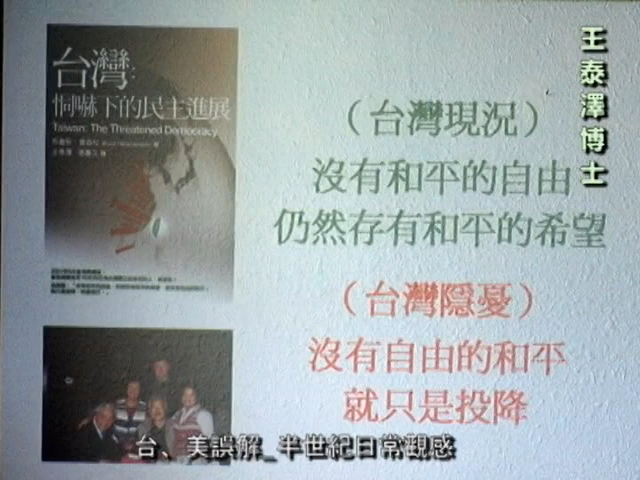 台灣：
恫嚇下的民主進展
Taiwan: The Threatened Democracy
（台灣現況）
沒有和平的自由
仍然存有和平的希望
（台灣隱憂）
沒有自由的和平
就只是投降
王泰澤博士
台、美誤解_半世紀日常觀感